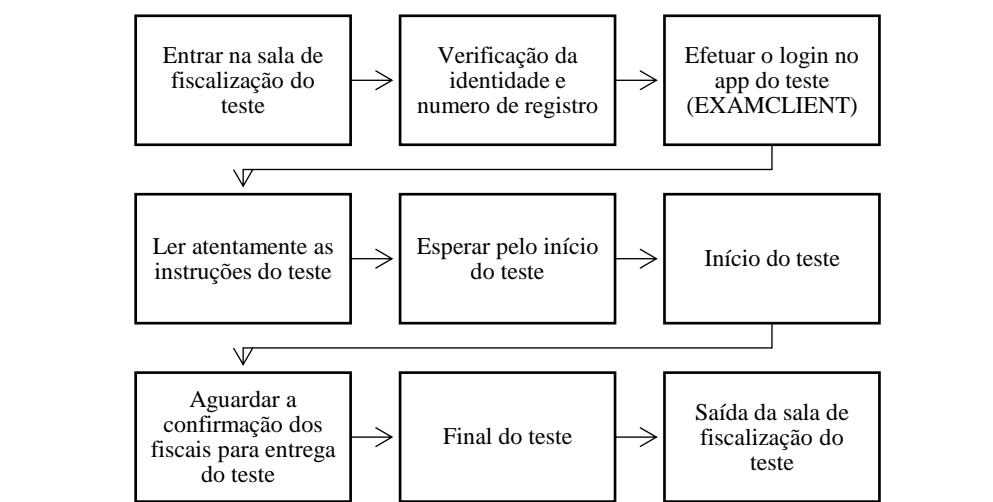 Entrar na sala de
fiscalização do
teste
Verificação da
identidade e
numero de registro
Efetuar o login no
app do teste
(EXAMCLIENT)
Ler atentamente as
instruções do teste
Esperar pelo início
do teste
Início do teste
Aguardar a
confirmação dos
fiscais para entrega
do teste
Final do teste
Saída da sala de
fiscalização do
teste